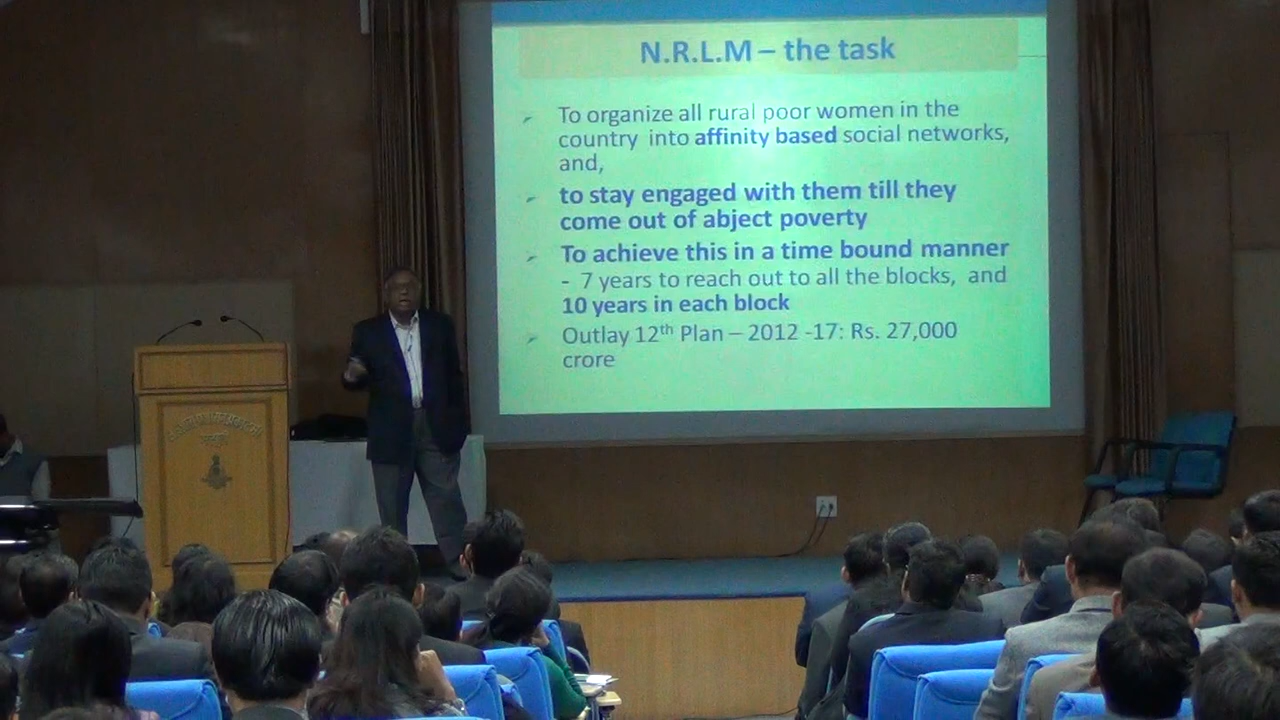 N.R.L.M – the task
To organize all rural poor women in the
country into affinity based social networks,
and,
to stay engaged with them till they
come out of abject poverty
To achieve this in a time bound manner
- 7 years to reach out to all the blocks, and
10 years in each block
Outlay 12th Plan – 2012 -17: Rs. 27,000
crore